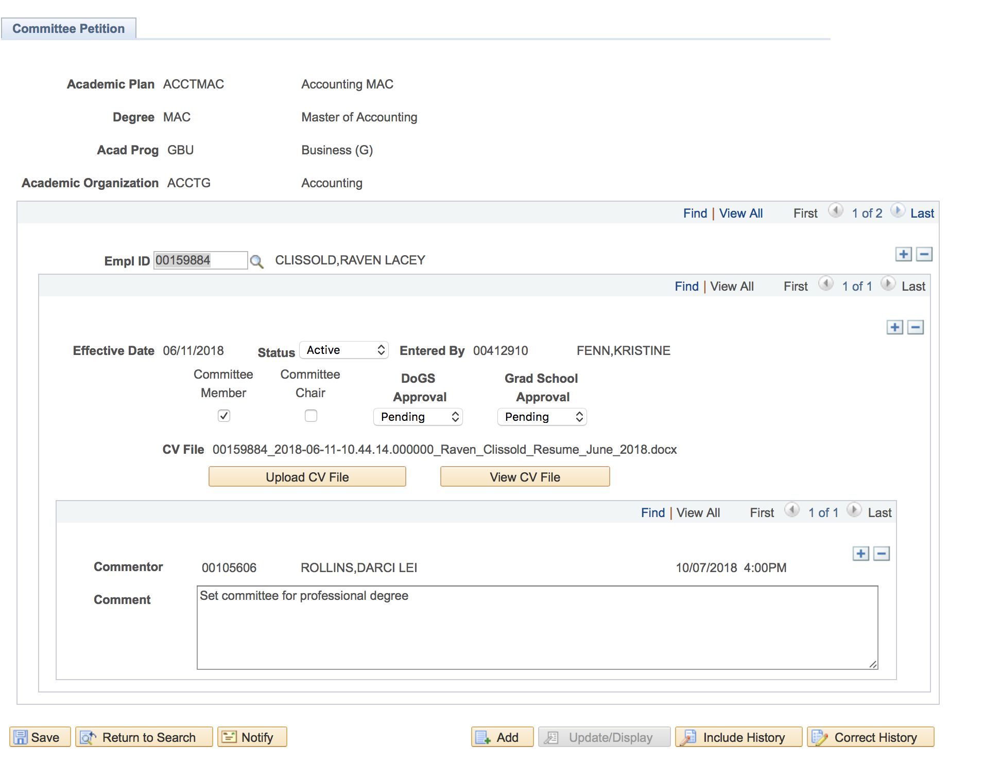 Committee Petition
Academic Plan ACCTMAC Accounting MAC
Degree MAC Master of Accounting
Acad Prog GBU Business (G)
Academic Organization ACCTG Accounting
Find | View All First 1 of 2 Last
Empl ID 00159884 CLISSOLD,RAVEN LACEY
Find | View All First 1 of 1 Last
Effective Date 06/11/2018 Status Active Entered By 00412910 FENN,KRISTINE
Committee Committee DoGS Grad School
Member Chair Approval Approval
Pending Pending
CV File 00159884_2018-06-11-10.44.14.000000_Raven_Clissold_Resume_June_2018.docx
Upload CV File View CV File
Find | View All First 1 of 1 Last
Commentor 00105606 ROLLINS,DARCI LEI 10/07/2018 4:00PM
Comment Set committee for professional degree
Save Return to Search Notify Add Update/Display Include History Correct History